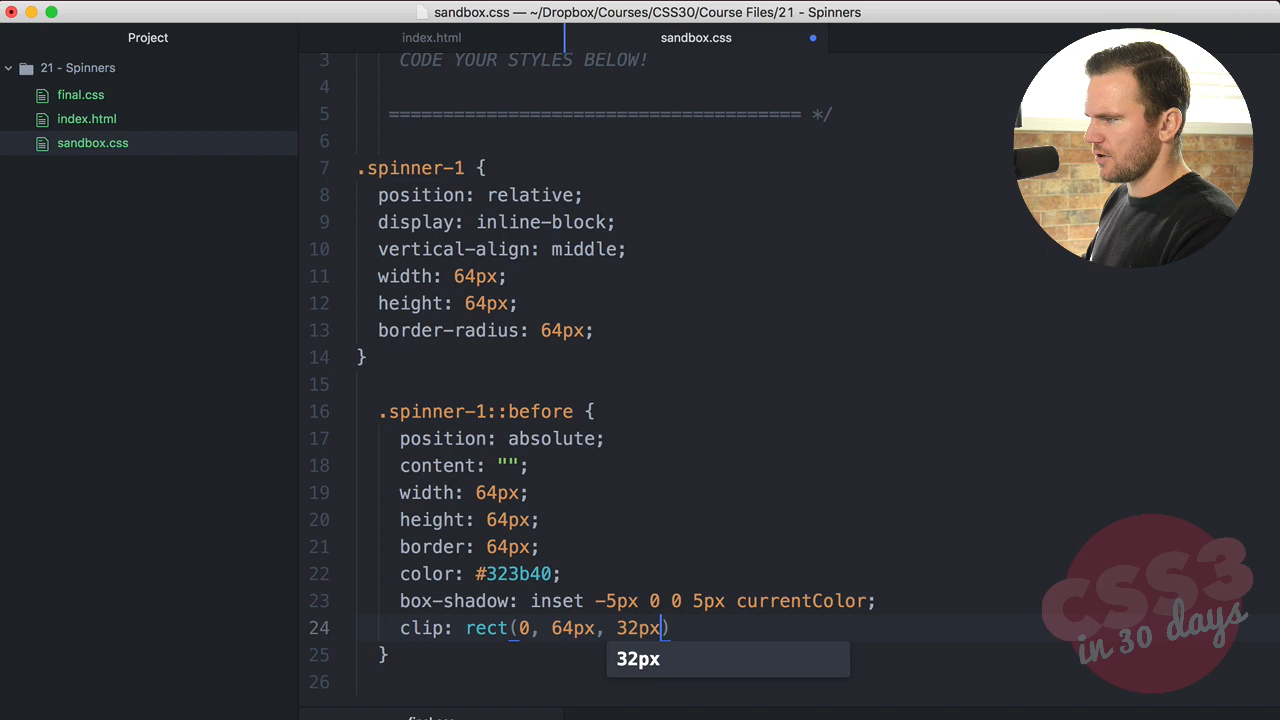 sandbox.css — ~/Dropbox/Courses/CSS30/Course Files/21 - Spinners
Project
index.html
sandbox.css
21 - Spinners
final.css
index.html
sandbox.css
3 CODE YOUR STYLES BELOW!
4
5 ====================================== */
6
7 .spinner-1 {
8 position: relative;
9 display: inline-block;
10 vertical-align: middle;
11 width: 64px;
12 height: 64px;
13 border-radius: 64px;
14 }
15
16 .spinner-1::before {
17 position: absolute;
18 content: "";
19 width: 64px;
20 height: 64px;
21 border: 64px;
22 color: #323b40;
23 box-shadow: inset -5px 0 0 5px currentColor;
24 clip: rect(0, 64px, 32px)
25 }
32px
26
CSS3
in 30 days